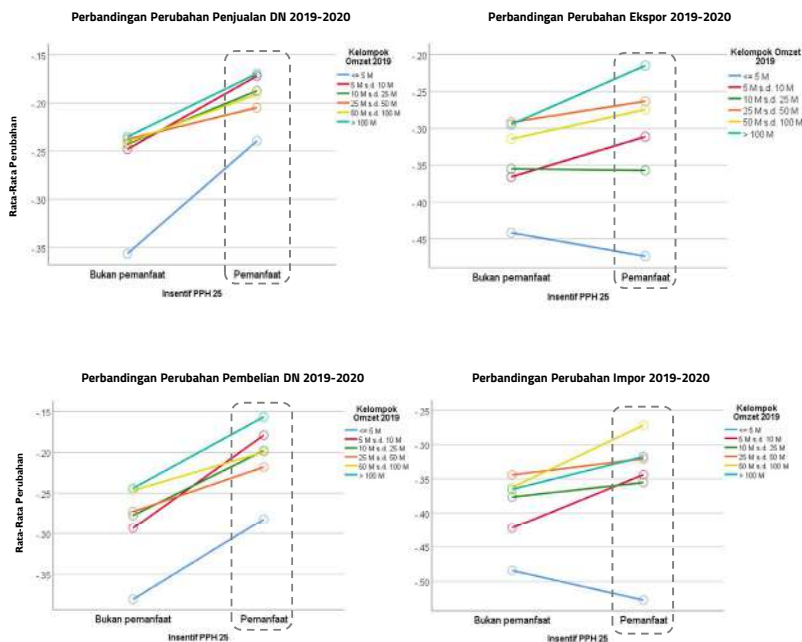 Perbandingan Perubahan Penjualan DN 2019-2020
Rata-Rata Perubahan
-.15
-.20
-.25
-.30
-.35
Bukan pemanfaat
Pemanfaat
Insentif PPH 25
Kelompok
Omzet 2019
<= 5 M
5 M s.d. 10 M
10 M s.d. 25 M
25 M s.d. 50 M
50 M s.d. 100 M
> 100 M
Perbandingan Perubahan Ekspor 2019-2020
-.20
-.25
-.30
-.35
-.40
-.45
Bukan pemanfaat
Pemanfaat
Insentif PPH 25
Kelompok Omzet
2019
<= 5 M
5 M s.d. 10 M
10 M s.d. 25 M
25 M s.d. 50 M
50 M s.d. 100 M
> 100 M
Perbandingan Perubahan Pembelian DN 2019-2020
Rata-Rata Perubahan
-.15
-.20
-.25
-.30
-.35
Bukan pemanfaat
Pemanfaat
Insentif PPH 25
Kelompok
Omzet 2019
<= 5 M
5 M s.d. 10 M
10 M s.d. 25 M
25 M s.d. 50 M
50 M s.d. 100 M
> 100 M
Perbandingan Perubahan Impor 2019-2020
-.25
-.30
-.35
-.40
-.45
-.50
Bukan pemanfaat
Pemanfaat
Insentif PPH 25
Kelompok
Omzet 2019
<= 5 M
5 M s.d. 10 M
10 M s.d. 25 M
25 M s.d. 50 M
50 M s.d. 100 M
> 100 M